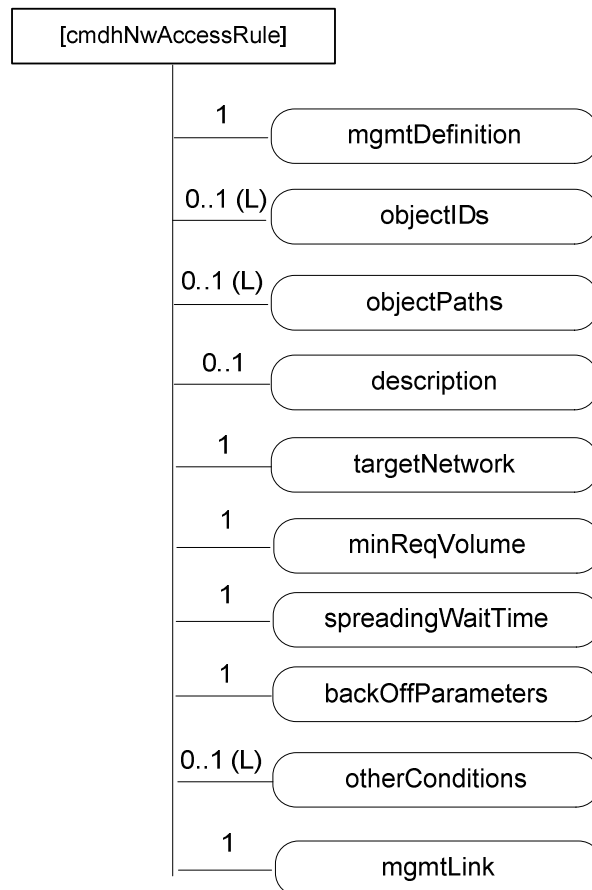 [cmdhNwAccessRule]
1
mgmtDefinition
0..1 (L)
objectIDs
0..1 (L)
objectPaths
0..1
description
1
targetNetwork
1
minReqVolume
1
spreadingWaitTime
1
backOffParameters
0..1 (L)
otherConditions
1
mgmtLink